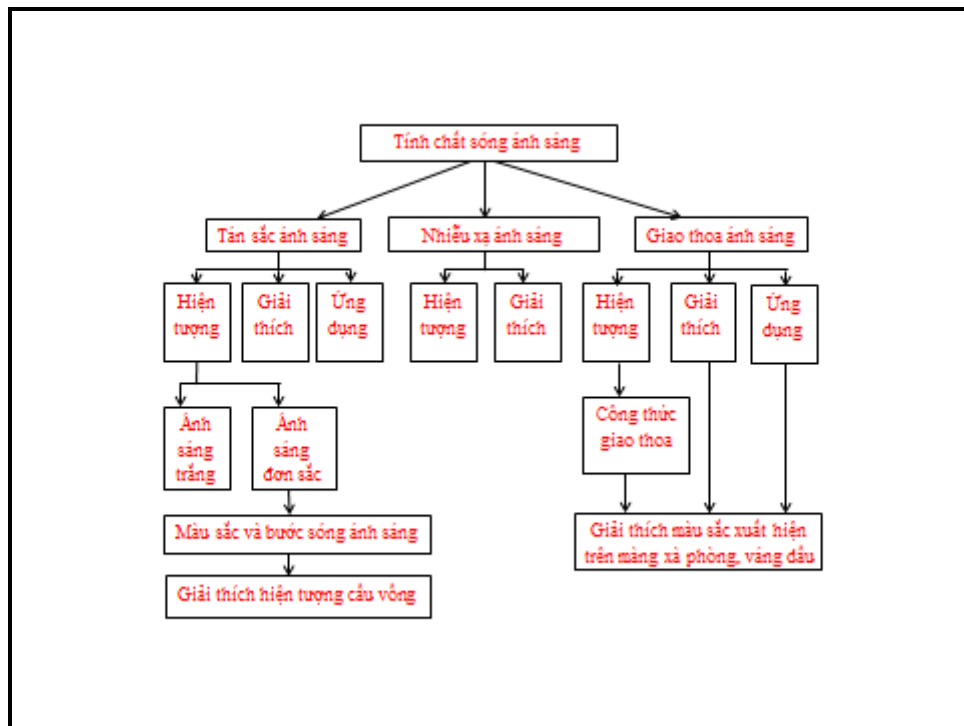 Tính chất sóng ánh sáng
Tán sắc ánh sáng
Nhiễu xạ ánh sáng
Giao thoa ánh sáng
Hiện
tượng
Giải
thích
Ứng
dụng
Hiện
tượng
Giải
thích
Hiện
tượng
Giải
thích
Ứng
dụng
Ánh
sáng
trắng
Ánh
sáng
đơn sắc
Công thức
giao thoa
Màu sắc và bước sóng ánh sáng
Giải thích màu sắc xuất hiện
trên màng xà phòng, váng dầu
Giải thích hiện tượng cầu vồng